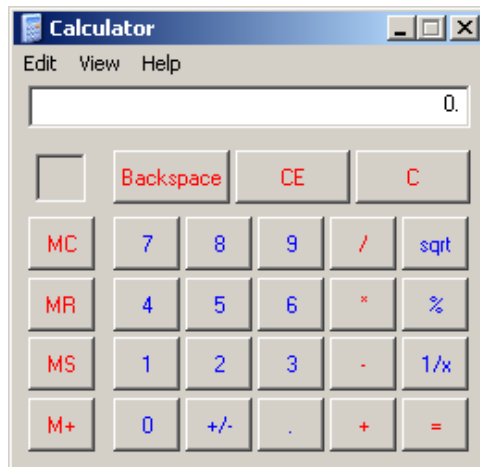 Calculator
Edit View Help
0.
Backspace CE C
MC 7 8 9 / sqrt
MR 4 5 6 * %
MS 1 2 3 - 1/x
M+ 0 +/- . + =